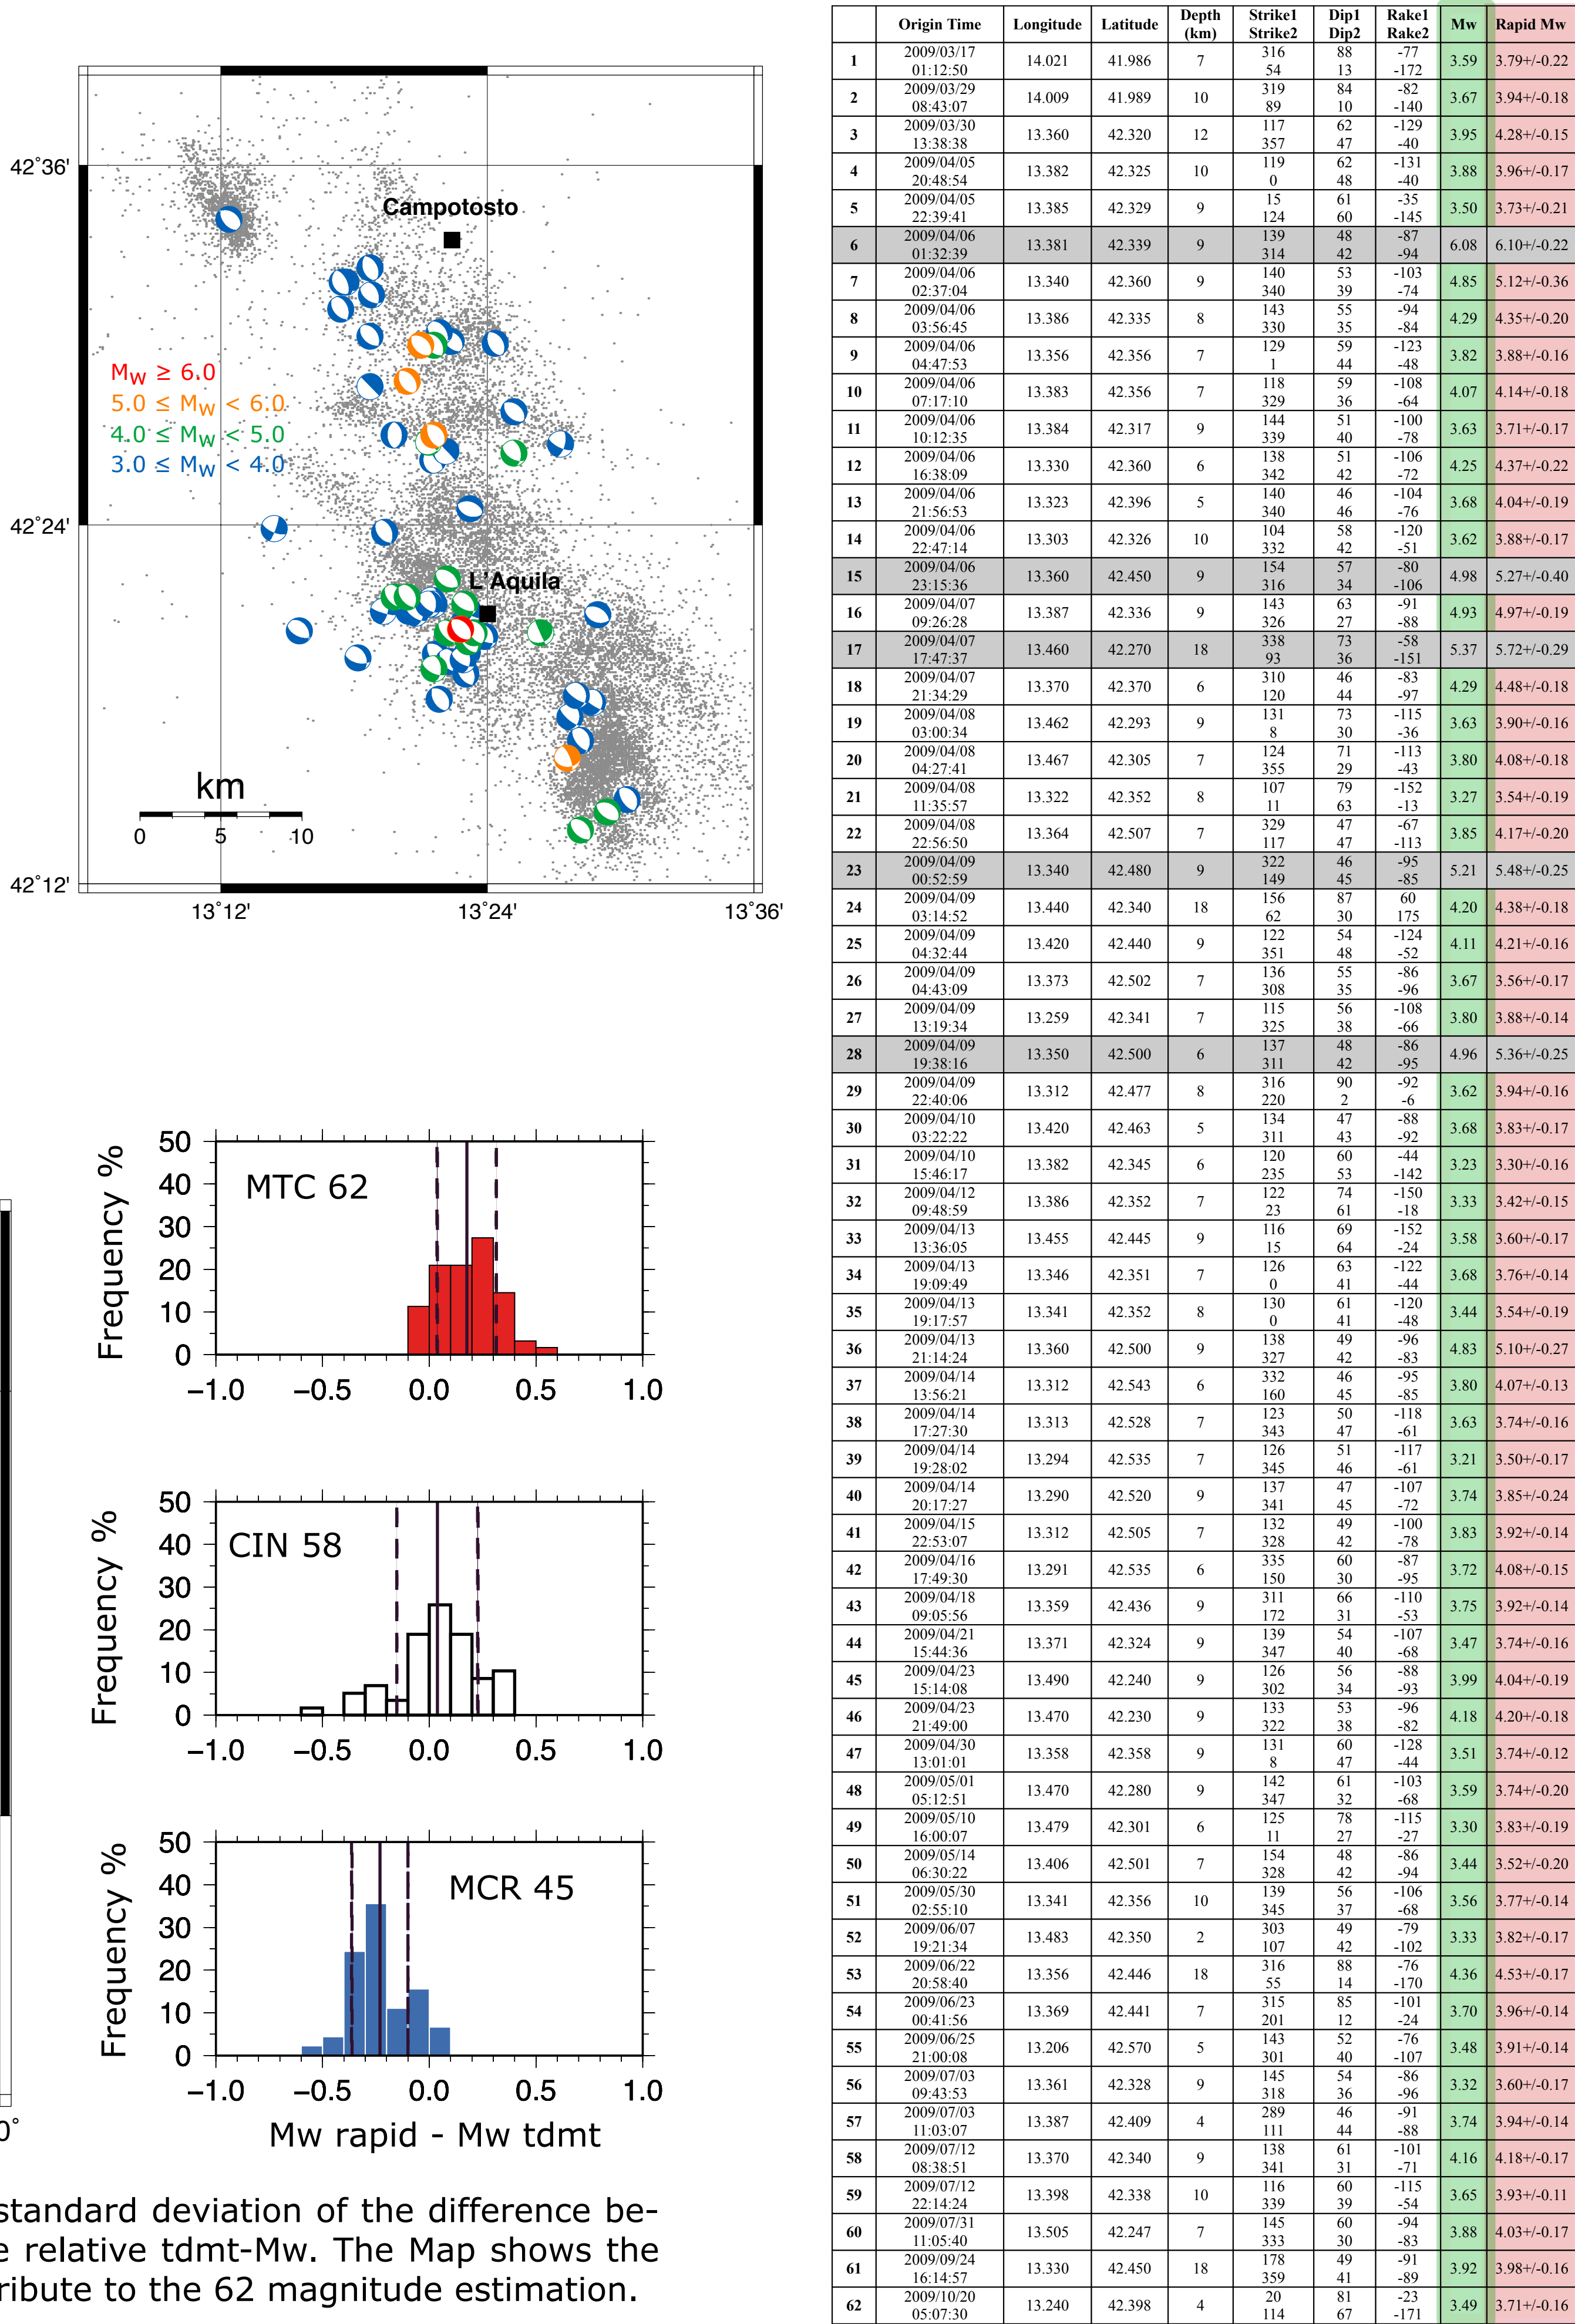 42°36'
Campotosto
M_W ≥ 6.0
5.0 ≤ M_W < 6.0
4.0 ≤ M_W < 5.0
3.0 ≤ M_W < 4.0
42°24'
L'Aquila
km
0 5 10
42°12'
13°12' 13°24' 13°36'
50
40
30
20
10
0
Frequency %
MTC 62
−1.0 −0.5 0.0 0.5 1.0
50
40
30
20
10
0
Frequency %
CIN 58
−1.0 −0.5 0.0 0.5 1.0
50
40
30
20
10
0
Frequency %
MCR 45
−1.0 −0.5 0.0 0.5 1.0
0°
Mw rapid - Mw tdmt
standard deviation of the difference be-
e relative tdmt-Mw. The Map shows the
ribute to the 62 magnitude estimation.
Origin Time Longitude Latitude Depth (km) Strike1 Strike2 Dip1 Dip2 Rake1 Rake2 Mw Rapid Mw
1 2009/03/17 01:12:50 14.021 41.986 7 316 54 88 13 -77 -172 3.59 3.79+/-0.22
2 2009/03/29 08:43:07 14.009 41.989 10 319 89 84 10 -82 -140 3.67 3.94+/-0.18
3 2009/03/30 13:38:38 13.360 42.320 12 117 357 62 47 -129 -40 3.95 4.28+/-0.15
4 2009/04/05 20:48:54 13.382 42.325 10 119 0 62 48 -131 -40 3.88 3.96+/-0.17
5 2009/04/05 22:39:41 13.385 42.329 9 15 124 61 60 -35 -145 3.50 3.73+/-0.21
6 2009/04/06 01:32:39 13.381 42.339 9 139 314 48 42 -87 -94 6.08 6.10+/-0.22
7 2009/04/06 02:37:04 13.340 42.360 9 140 340 53 39 -103 -74 4.85 5.12+/-0.36
8 2009/04/06 03:56:45 13.386 42.335 8 143 330 55 35 -94 -84 4.29 4.35+/-0.20
9 2009/04/06 04:47:53 13.356 42.356 7 129 1 59 44 -123 -48 3.82 3.88+/-0.16
10 2009/04/06 07:17:10 13.383 42.356 7 118 329 59 36 -108 -64 4.07 4.14+/-0.18
11 2009/04/06 10:12:35 13.384 42.317 9 144 339 51 40 -100 -78 3.63 3.71+/-0.17
12 2009/04/06 16:38:09 13.330 42.360 6 138 342 51 42 -106 -72 4.25 4.37+/-0.22
13 2009/04/06 21:56:53 13.323 42.396 5 140 340 46 46 -104 -76 3.68 4.04+/-0.19
14 2009/04/06 22:47:14 13.303 42.326 10 104 332 58 42 -120 -51 3.62 3.88+/-0.17
15 2009/04/06 23:15:36 13.360 42.450 9 154 316 57 34 -80 -106 4.98 5.27+/-0.40
16 2009/04/07 09:26:28 13.387 42.336 9 143 326 63 27 -91 -88 4.93 4.97+/-0.19
17 2009/04/07 17:47:37 13.460 42.270 18 338 93 73 36 -58 -151 5.37 5.72+/-0.29
18 2009/04/07 21:34:29 13.370 42.370 6 310 120 46 44 -83 -97 4.29 4.48+/-0.18
19 2009/04/08 03:00:34 13.462 42.293 9 131 8 73 30 -115 -36 3.63 3.90+/-0.16
20 2009/04/08 04:27:41 13.467 42.305 7 124 355 71 29 -113 -43 3.80 4.08+/-0.18
21 2009/04/08 11:35:57 13.322 42.352 8 107 11 79 63 -152 -13 3.27 3.54+/-0.19
22 2009/04/08 22:56:50 13.364 42.507 7 329 117 47 47 -67 -113 3.85 4.17+/-0.20
23 2009/04/09 00:52:59 13.340 42.480 9 322 149 46 45 -95 -85 5.21 5.48+/-0.25
24 2009/04/09 03:14:52 13.440 42.340 18 156 62 87 30 60 175 4.20 4.38+/-0.18
25 2009/04/09 04:32:44 13.420 42.440 9 122 351 54 48 -124 -52 4.11 4.21+/-0.16
26 2009/04/09 04:43:09 13.373 42.502 7 136 308 55 35 -86 -96 3.67 3.56+/-0.17
27 2009/04/09 13:19:34 13.259 42.341 7 115 325 56 38 -108 -66 3.80 3.88+/-0.14
28 2009/04/09 19:38:16 13.350 42.500 6 137 311 48 42 -86 -95 4.96 5.36+/-0.25
29 2009/04/09 22:40:06 13.312 42.477 8 316 220 90 2 -92 -6 3.62 3.94+/-0.16
30 2009/04/10 03:22:22 13.420 42.463 5 134 311 47 43 -88 -92 3.68 3.83+/-0.17
31 2009/04/10 15:46:17 13.382 42.345 6 120 235 60 53 -44 -142 3.23 3.30+/-0.16
32 2009/04/12 09:48:59 13.386 42.352 7 122 23 74 61 -150 -18 3.33 3.42+/-0.15
33 2009/04/13 13:36:05 13.455 42.445 9 116 15 69 64 -152 -24 3.58 3.60+/-0.17
34 2009/04/13 19:09:49 13.346 42.351 7 126 0 63 41 -122 -44 3.68 3.76+/-0.14
35 2009/04/13 19:17:57 13.341 42.352 8 130 0 61 41 -120 -48 3.44 3.54+/-0.19
36 2009/04/13 21:14:24 13.360 42.500 9 138 327 49 42 -96 -83 4.83 5.10+/-0.27
37 2009/04/14 13:56:21 13.312 42.543 6 332 160 46 45 -95 -85 3.80 4.07+/-0.13
38 2009/04/14 17:27:30 13.313 42.528 7 123 343 50 47 -118 -61 3.63 3.74+/-0.16
39 2009/04/14 19:28:02 13.294 42.535 7 126 345 51 46 -117 -61 3.21 3.50+/-0.17
40 2009/04/14 20:17:27 13.290 42.520 9 137 341 47 45 -107 -72 3.74 3.85+/-0.24
41 2009/04/15 22:53:07 13.312 42.505 7 132 328 49 42 -100 -78 3.83 3.92+/-0.14
42 2009/04/16 17:49:30 13.291 42.535 6 335 150 60 30 -87 -95 3.72 4.08+/-0.15
43 2009/04/18 09:05:56 13.359 42.436 9 311 172 66 31 -110 -53 3.75 3.92+/-0.14
44 2009/04/21 15:44:36 13.371 42.324 9 139 347 54 40 -107 -68 3.47 3.74+/-0.16
45 2009/04/23 15:14:08 13.490 42.240 9 126 302 56 34 -88 -93 3.99 4.04+/-0.19
46 2009/04/23 21:49:00 13.470 42.230 9 133 322 53 38 -96 -82 4.18 4.20+/-0.18
47 2009/04/30 13:01:01 13.358 42.358 9 131 8 60 47 -128 -44 3.51 3.74+/-0.12
48 2009/05/01 05:12:51 13.470 42.280 9 142 347 61 32 -103 -68 3.59 3.74+/-0.20
49 2009/05/10 16:00:07 13.479 42.301 6 125 11 78 27 -115 -27 3.30 3.83+/-0.19
50 2009/05/14 06:30:22 13.406 42.501 7 154 328 48 42 -86 -94 3.44 3.52+/-0.20
51 2009/05/30 02:55:10 13.341 42.356 10 139 345 56 37 -106 -68 3.56 3.77+/-0.14
52 2009/06/07 19:21:34 13.483 42.350 2 303 107 49 42 -79 -102 3.33 3.82+/-0.17
53 2009/06/22 20:58:40 13.356 42.446 18 316 55 88 14 -76 -170 4.36 4.53+/-0.17
54 2009/06/23 00:41:56 13.369 42.441 7 315 201 85 12 -101 -24 3.70 3.96+/-0.14
55 2009/06/25 21:00:08 13.206 42.570 5 143 301 52 40 -76 -107 3.48 3.91+/-0.14
56 2009/07/03 09:43:53 13.361 42.328 9 145 318 54 36 -86 -96 3.32 3.60+/-0.17
57 2009/07/03 11:03:07 13.387 42.409 4 289 111 46 44 -91 -88 3.74 3.94+/-0.14
58 2009/07/12 08:38:51 13.370 42.340 9 138 341 61 31 -101 -71 4.16 4.18+/-0.17
59 2009/07/12 22:14:24 13.398 42.338 10 116 339 60 39 -115 -54 3.65 3.93+/-0.11
60 2009/07/31 11:05:40 13.505 42.247 7 145 333 60 30 -94 -83 3.88 4.03+/-0.17
61 2009/09/24 16:14:57 13.330 42.450 18 178 359 49 41 -91 -89 3.92 3.98+/-0.16
62 2009/10/20 05:07:30 13.240 42.398 4 20 114 81 67 -23 -171 3.49 3.71+/-0.16